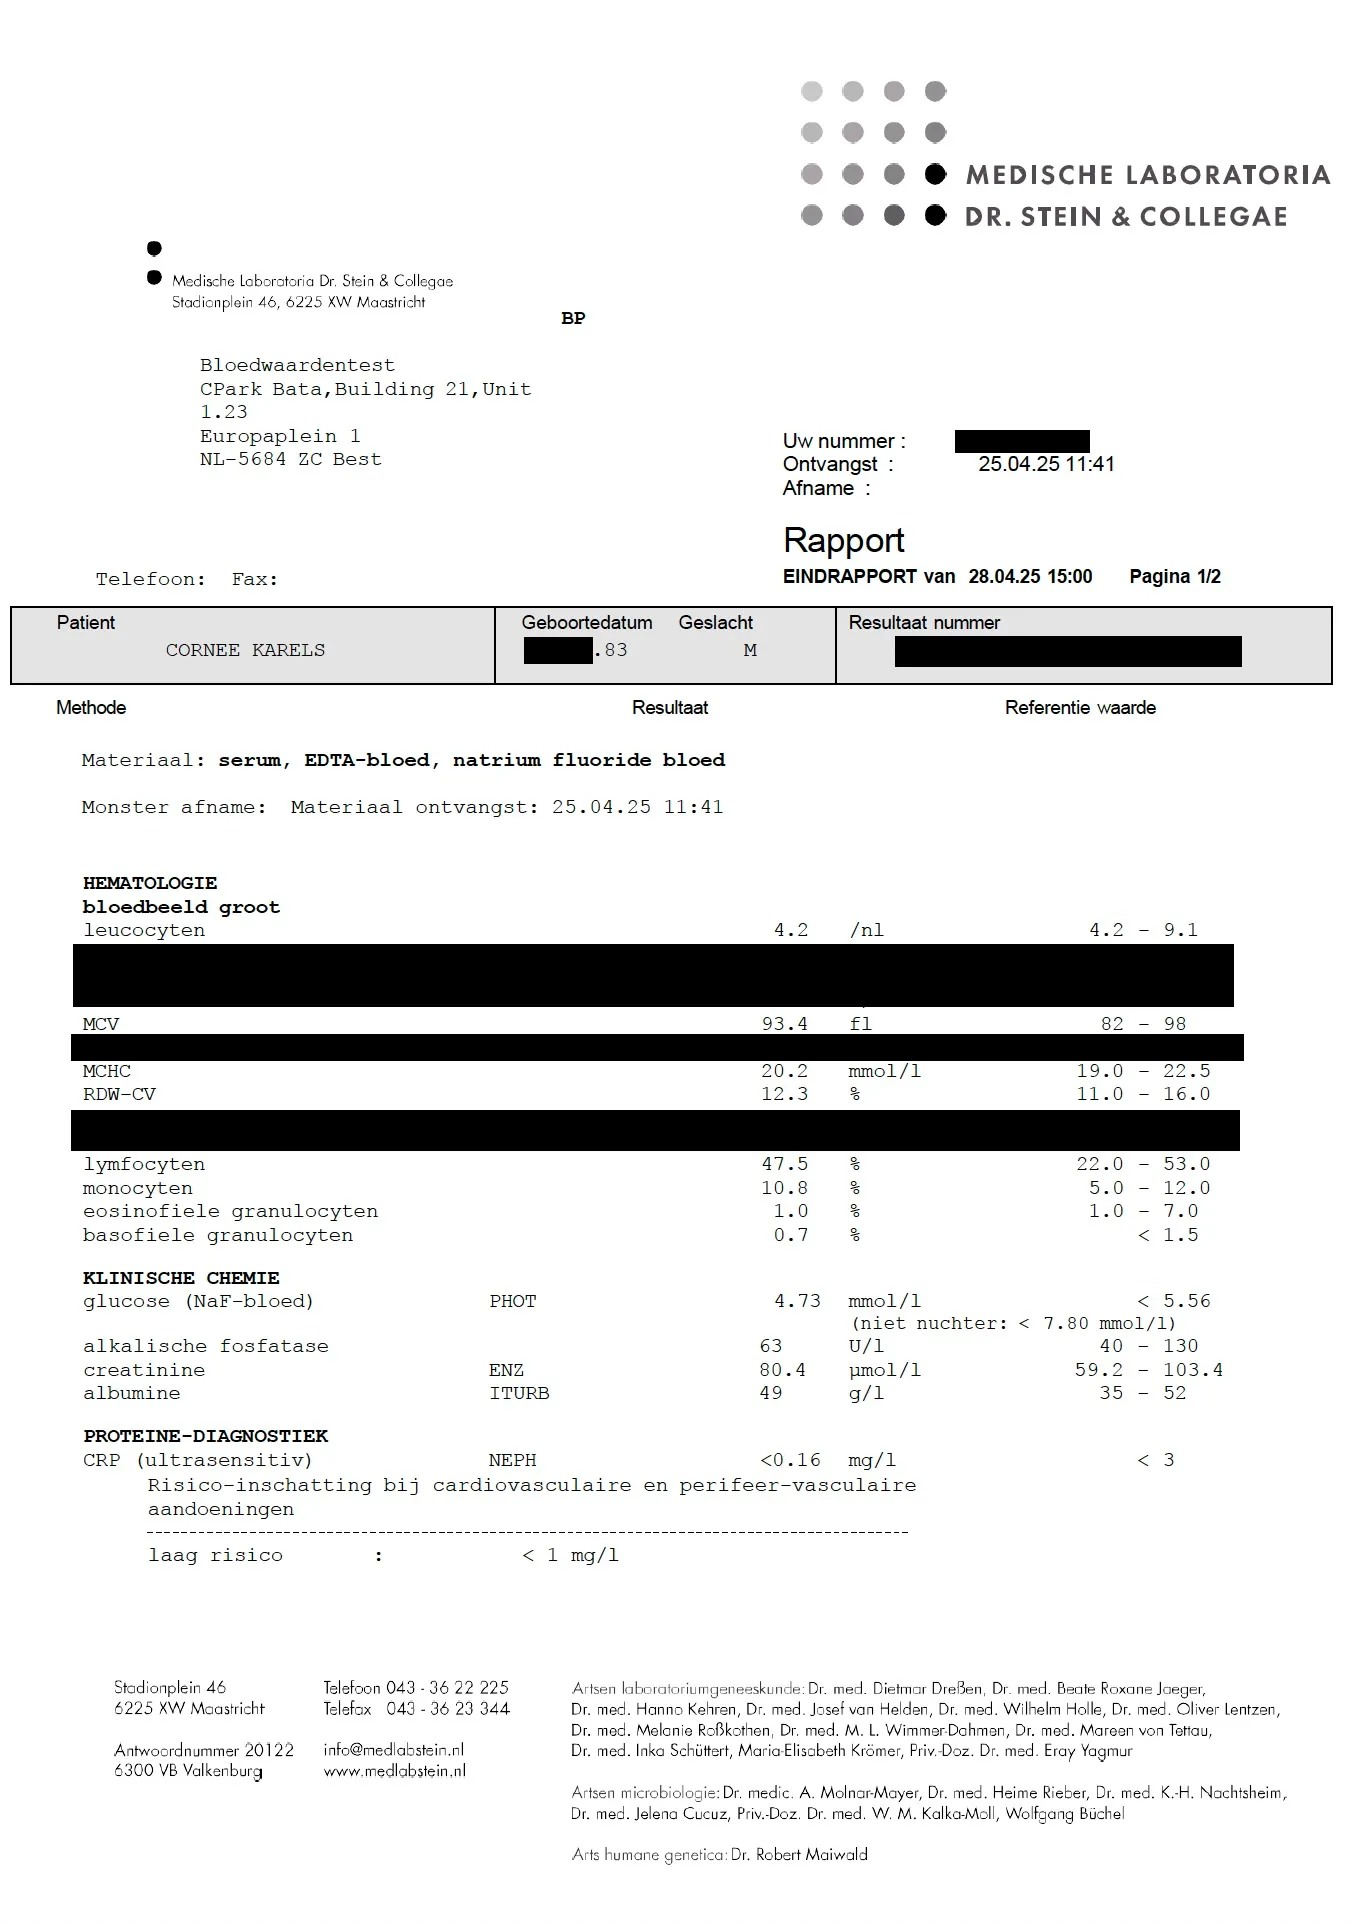 MEDISCHE LABORATORIA
DR. STEIN & COLLEGAE
Medische Laboratoria Dr. Stein & Collegae
Stadionplein 46, 6225 XW Maastricht
BP
Bloedwaardentest
CPark Bata,Building 21,Unit
1.23
Europaplein 1
NL-5684 ZC Best
Uw nummer :
Ontvangst : 25.04.25 11:41
Afname :
Rapport
Telefoon: Fax:
EINDRAPPORT van 28.04.25 15:00 Pagina 1/2
Patient Geboortedatum Geslacht Resultaat nummer
CORNEE KARELS .83 M
Methode Resultaat Referentie waarde
Materiaal: serum, EDTA-bloed, natrium fluoride bloed
Monster afname: Materiaal ontvangst: 25.04.25 11:41
HEMATOLOGIE
bloedbeeld groot
leucocyten 4.2 /nl 4.2 - 9.1
MCV 93.4 fl 82 - 98
MCHC 20.2 mmol/l 19.0 - 22.5
RDW-CV 12.3 % 11.0 - 16.0
lymfocyten 47.5 % 22.0 - 53.0
monocyten 10.8 % 5.0 - 12.0
eosinofiele granulocyten 1.0 % 1.0 - 7.0
basofiele granulocyten 0.7 % < 1.5
KLINISCHE CHEMIE
glucose (NaF-bloed) PHOT 4.73 mmol/l < 5.56
(niet nuchter: < 7.80 mmol/l)
alkalische fosfatase 63 U/l 40 - 130
creatinine ENZ 80.4 µmol/l 59.2 - 103.4
albumine ITURB 49 g/l 35 - 52
PROTEINE-DIAGNOSTIEK
CRP (ultrasensitiv) NEPH <0.16 mg/l < 3
Risico-inschatting bij cardiovasculaire en perifeer-vasculaire
aandoeningen
--------------------------------------------------------------------------------
laag risico : < 1 mg/l
Stadionplein 46
6225 XW Maastricht
Antwoordnummer 20122
6300 VB Valkenburg
Telefoon 043 - 36 22 225
Telefax 043 - 36 23 344
info@medlabstein.nl
www.medlabstein.nl
Artsen laboratoriumgeneeskunde: Dr. med. Dietmar Dreßen, Dr. med. Beate Roxane Jaeger,
Dr. med. Hanno Kehren, Dr. med. Josef van Helden, Dr. med. Wilhelm Holle, Dr. med. Oliver Lentzen,
Dr. med. Melanie Roßkothen, Dr. med. M. L. Wimmer-Dahmen, Dr. med. Mareen von Tettau,
Dr. med. Inka Schüttert, Maria-Elisabeth Krömer, Priv.-Doz. Dr. med. Eray Yagmur
Artsen microbiologie: Dr. medic. A. Molnar-Mayer, Dr. med. Heime Rieber, Dr. med. K.-H. Nachtsheim,
Dr. med. Jelena Cucuz, Priv.-Doz. Dr. med. W. M. Kalka-Moll, Wolfgang Büchel
Arts humane genetica: Dr. Robert Maiwald